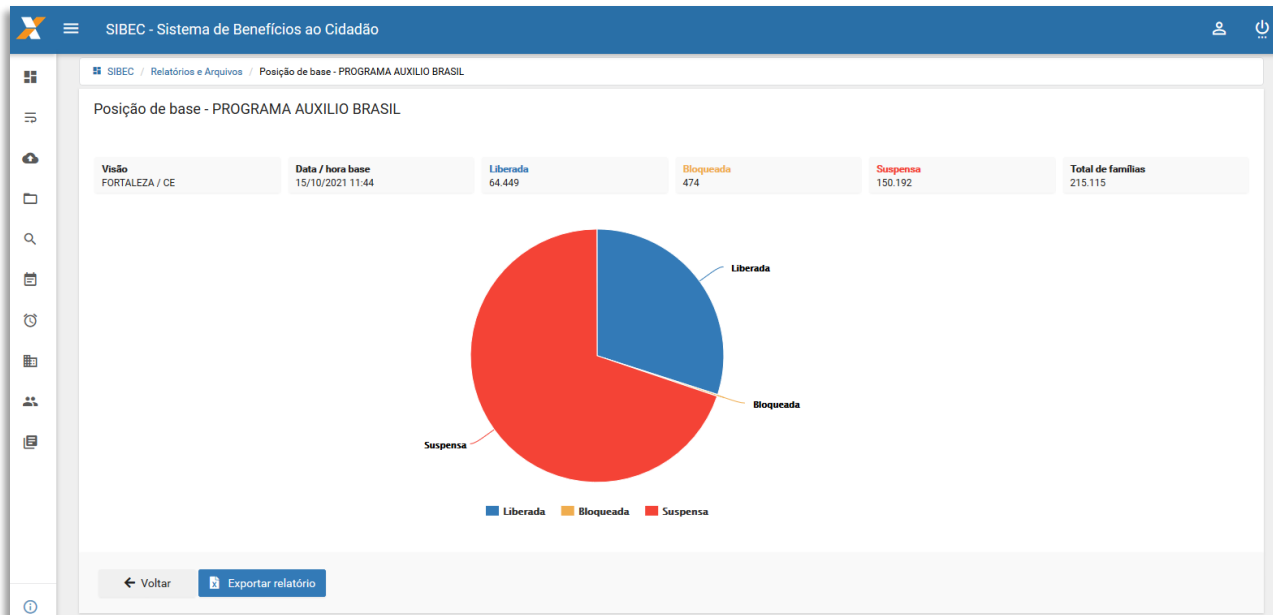 SIBEC - Sistema de Benefícios ao Cidadão
SIBEC / Relatórios e Arquivos / Posição de base - PROGRAMA AUXILIO BRASIL
Posição de base - PROGRAMA AUXILIO BRASIL
Visão
FORTALEZA / CE
Data / hora base
15/10/2021 11:44
Liberada
64.449
Bloqueada
474
Suspensa
150.192
Total de famílias
215.115
Liberada
Bloqueada
Suspensa
Liberada Bloqueada Suspensa
Voltar Exportar relatório